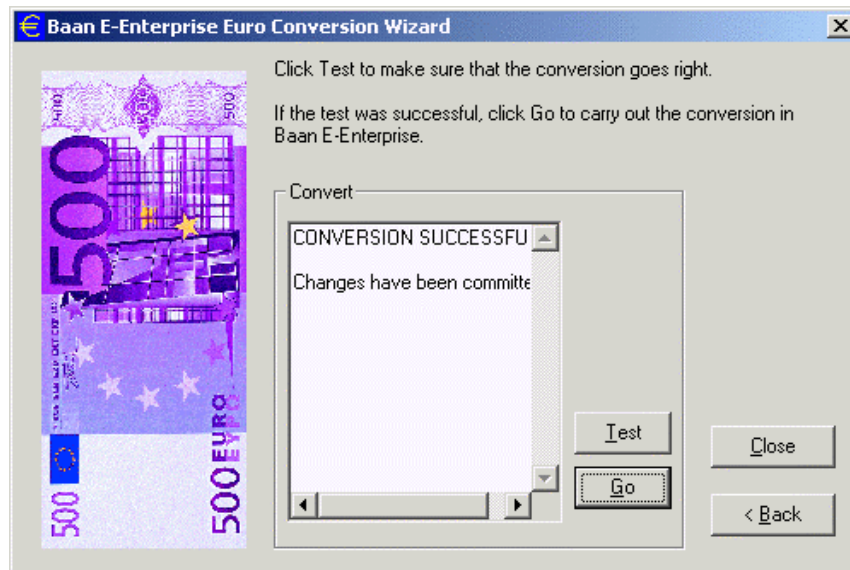 Baan E-Enterprise Euro Conversion Wizard
Click Test to make sure that the conversion goes right.
If the test was successful, click Go to carry out the conversion in
Baan E-Enterprise.
Convert
CONVERSION SUCCESSFU
Changes have been committe
Test
Go
Close
< Back
500
500
500
500 EURO
ΕΥΡΩ
500